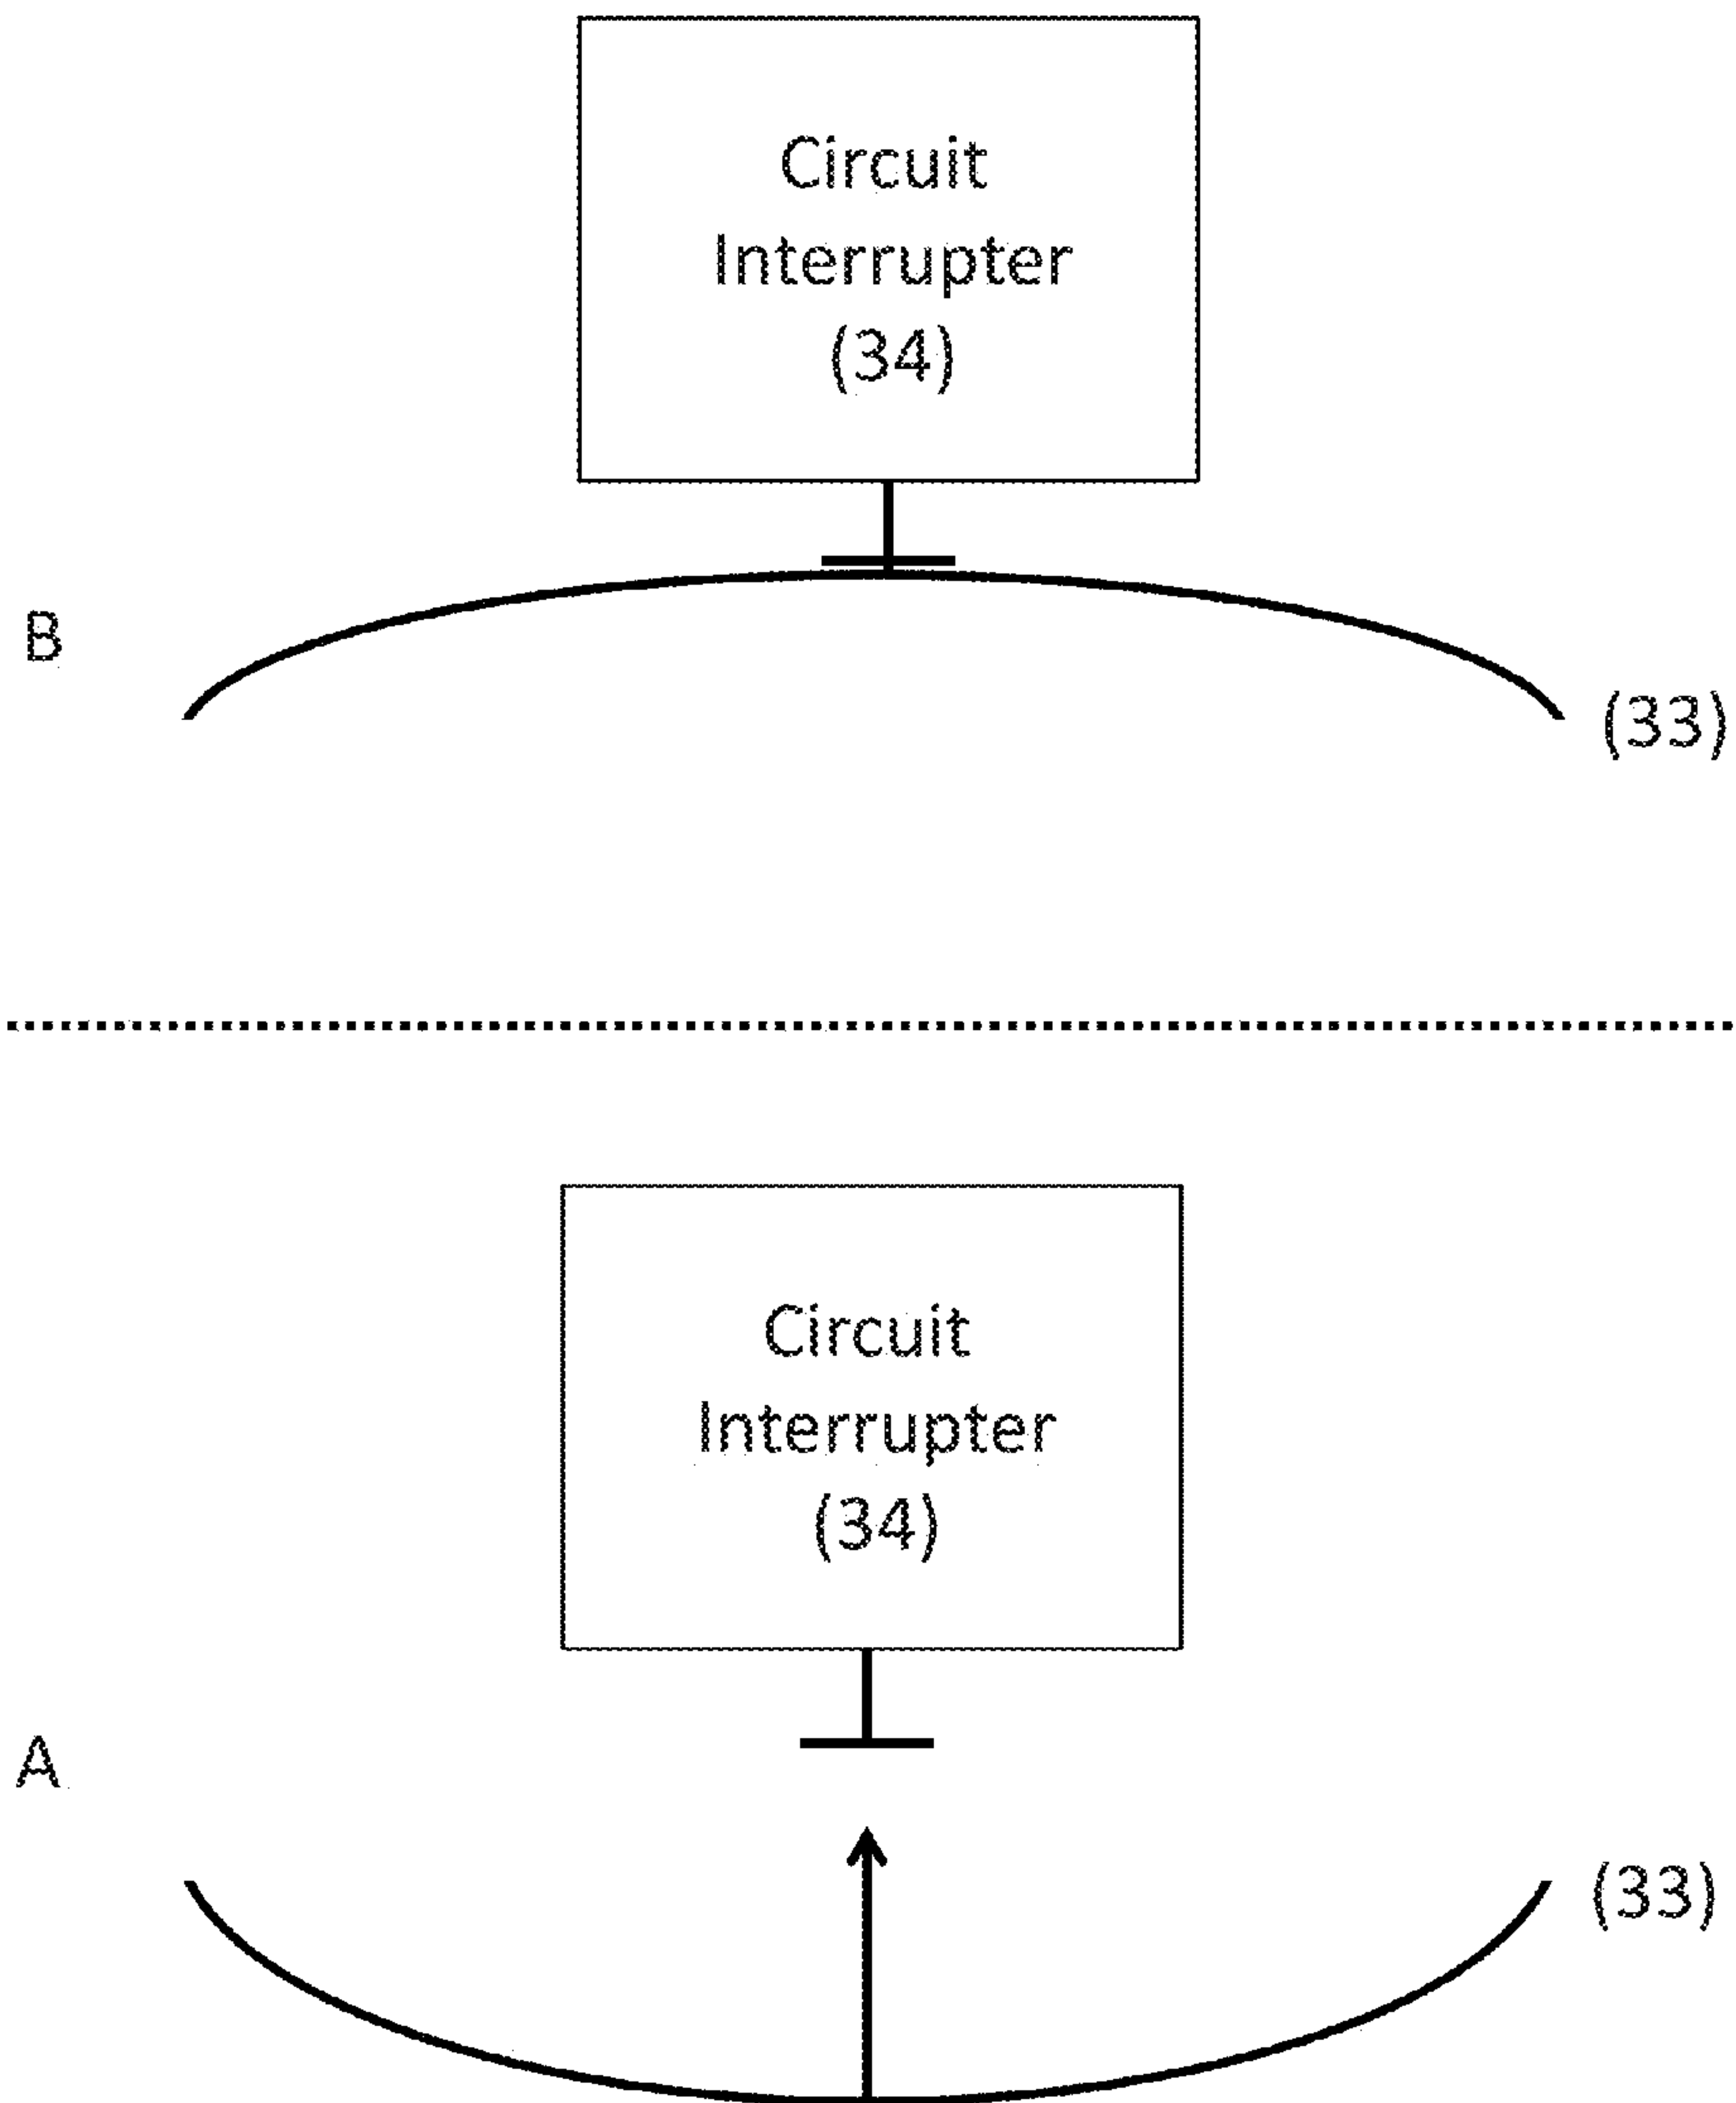 Circuit
Interrupter
(34)
B
(33)
Circuit
Interrupter
(34)
A
(33)